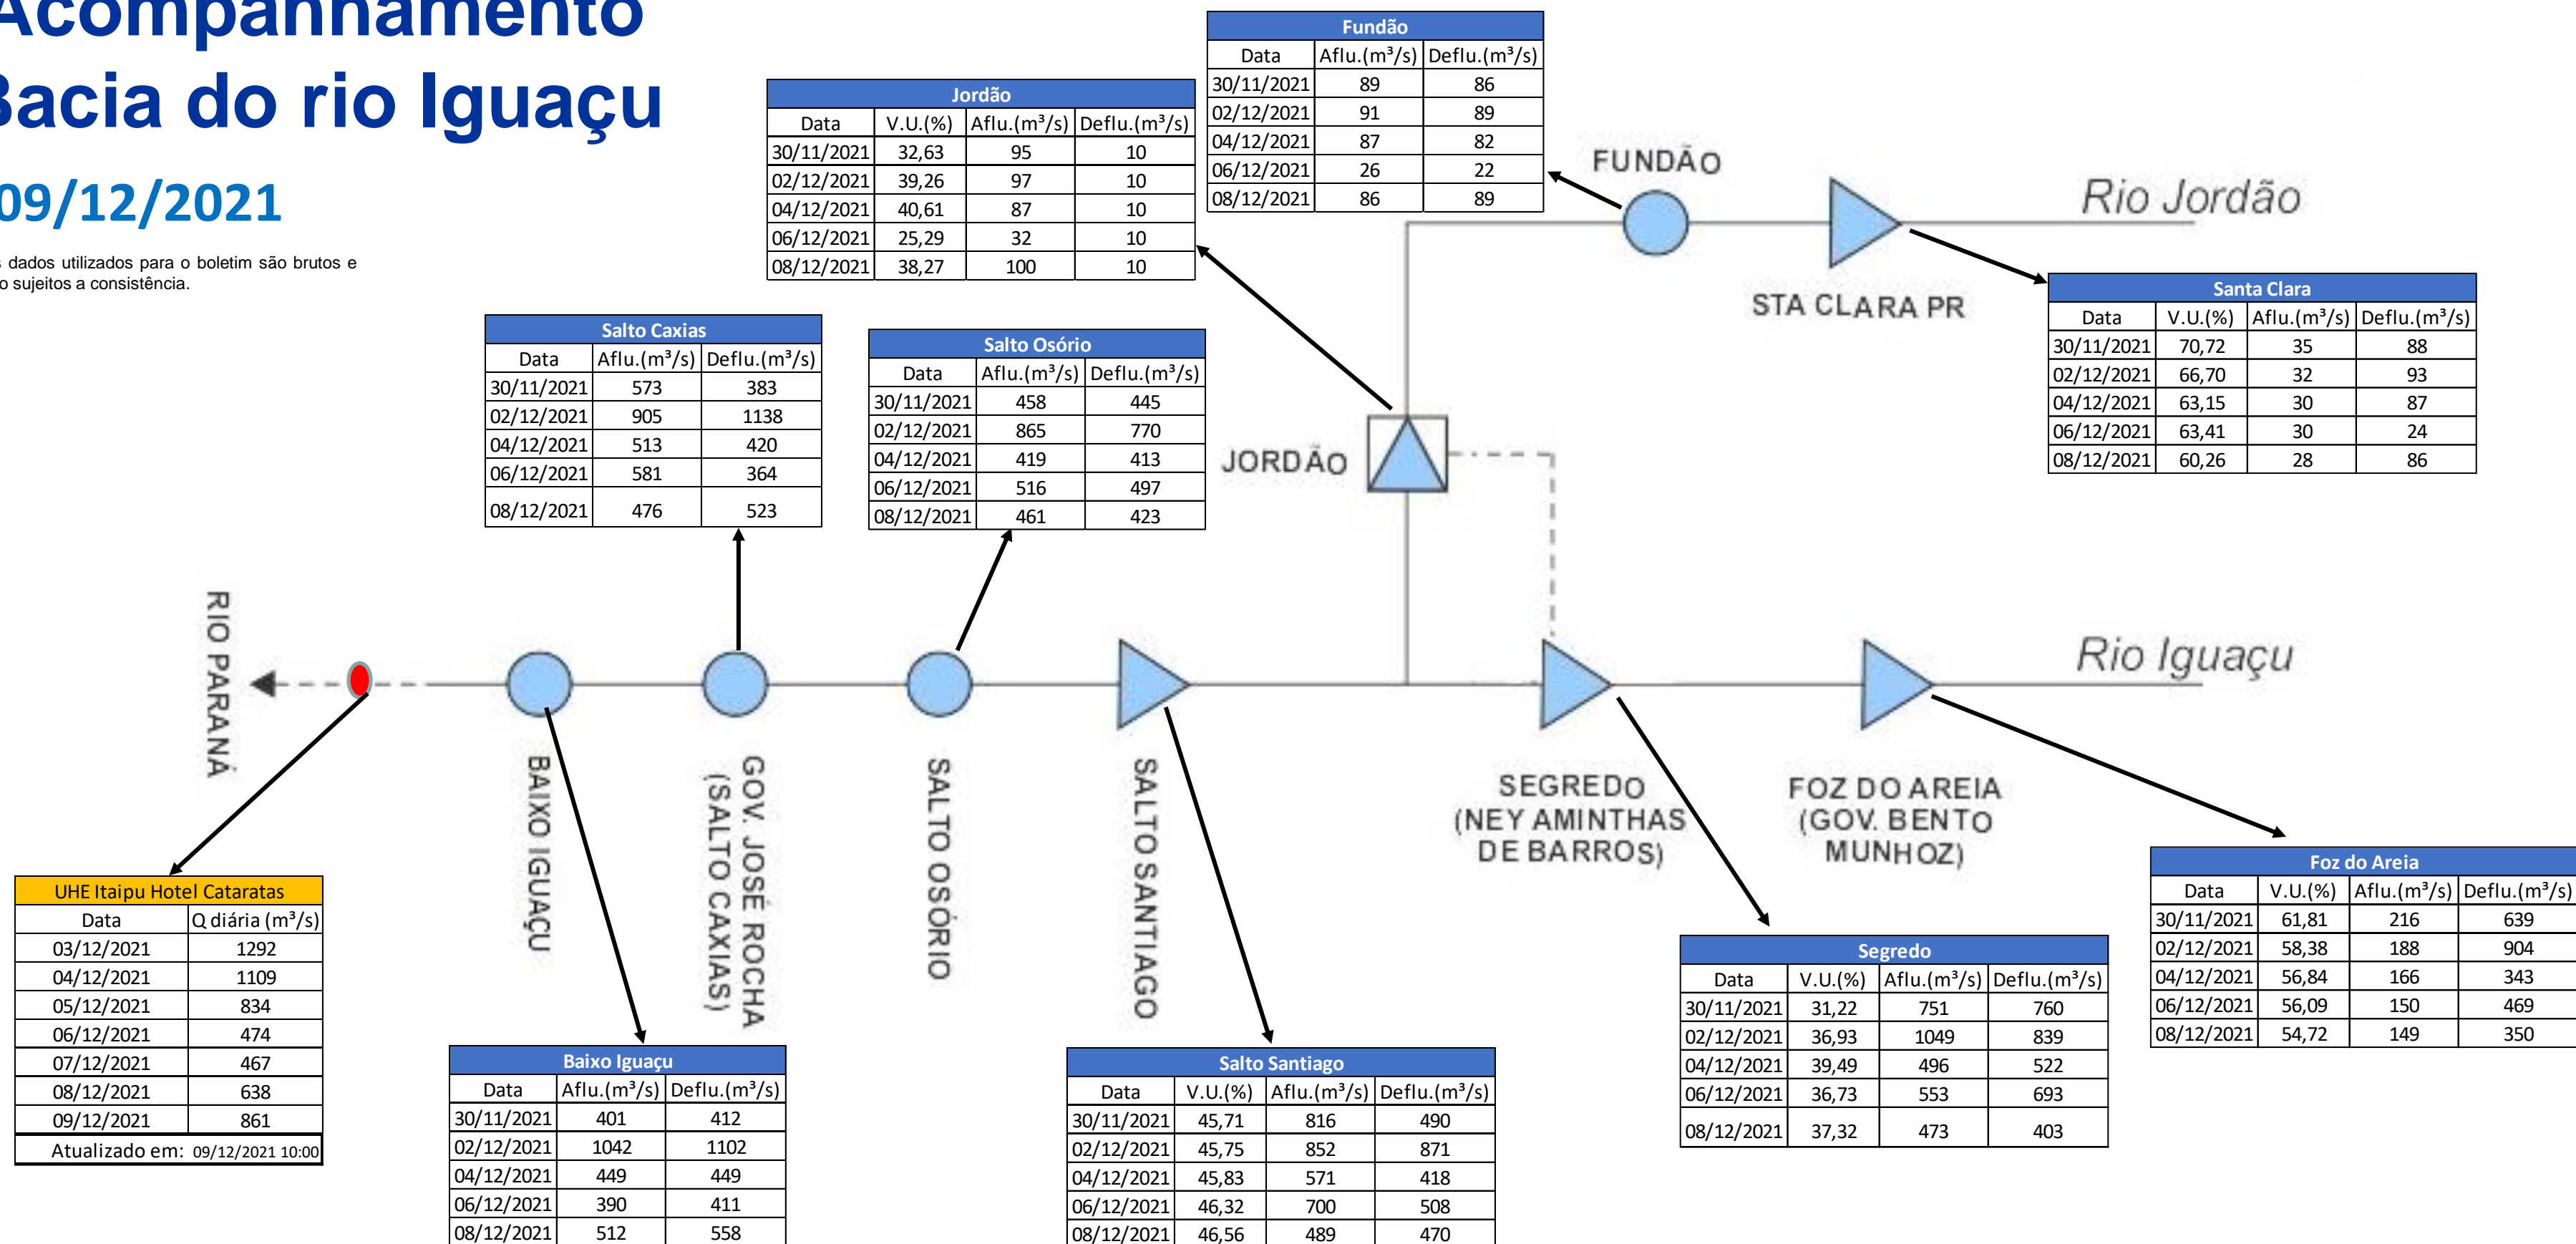 Acompanhamento
Bacia do rio Iguaçu
09/12/2021
s dados utilizados para o boletim são brutos e
o sujeitos a consistência.
Fundão
Data Aflu.(m³/s) Deflu.(m³/s)
30/11/2021 89 86
02/12/2021 91 89
04/12/2021 87 82
06/12/2021 26 22
08/12/2021 86 89
Jordão
Data V.U.(%) Aflu.(m³/s) Deflu.(m³/s)
30/11/2021 32,63 95 10
02/12/2021 39,26 97 10
04/12/2021 40,61 87 10
06/12/2021 25,29 32 10
08/12/2021 38,27 100 10
FUNDÃO
Rio Jordão
STA CLARA PR
Santa Clara
Data V.U.(%) Aflu.(m³/s) Deflu.(m³/s)
30/11/2021 70,72 35 88
02/12/2021 66,70 32 93
04/12/2021 63,15 30 87
06/12/2021 63,41 30 24
08/12/2021 60,26 28 86
Salto Caxias
Data Aflu.(m³/s) Deflu.(m³/s)
30/11/2021 573 383
02/12/2021 905 1138
04/12/2021 513 420
06/12/2021 581 364
08/12/2021 476 523
Salto Osório
Data Aflu.(m³/s) Deflu.(m³/s)
30/11/2021 458 445
02/12/2021 865 770
04/12/2021 419 413
06/12/2021 516 497
08/12/2021 461 423
JORDÃO
RIO PARANÁ
Rio Iguaçu
BAIXO IGUAÇU
GOV. JOSÉ ROCHA
(SALTO CAXIAS)
SALTO OSÓRIO
SALTO SANTIAGO
SEGREDO
(NEY AMINTHAS
DE BARROS)
FOZ DO AREIA
(GOV. BENTO
MUNHOZ)
UHE Itaipu Hotel Cataratas
Data Q diária (m³/s)
03/12/2021 1292
04/12/2021 1109
05/12/2021 834
06/12/2021 474
07/12/2021 467
08/12/2021 638
09/12/2021 861
Atualizado em: 09/12/2021 10:00
Baixo Iguaçu
Data Aflu.(m³/s) Deflu.(m³/s)
30/11/2021 401 412
02/12/2021 1042 1102
04/12/2021 449 449
06/12/2021 390 411
08/12/2021 512 558
Salto Santiago
Data V.U.(%) Aflu.(m³/s) Deflu.(m³/s)
30/11/2021 45,71 816 490
02/12/2021 45,75 852 871
04/12/2021 45,83 571 418
06/12/2021 46,32 700 508
08/12/2021 46,56 489 470
Segredo
Data V.U.(%) Aflu.(m³/s) Deflu.(m³/s)
30/11/2021 31,22 751 760
02/12/2021 36,93 1049 839
04/12/2021 39,49 496 522
06/12/2021 36,73 553 693
08/12/2021 37,32 473 403
Foz do Areia
Data V.U.(%) Aflu.(m³/s) Deflu.(m³/s)
30/11/2021 61,81 216 639
02/12/2021 58,38 188 904
04/12/2021 56,84 166 343
06/12/2021 56,09 150 469
08/12/2021 54,72 149 350